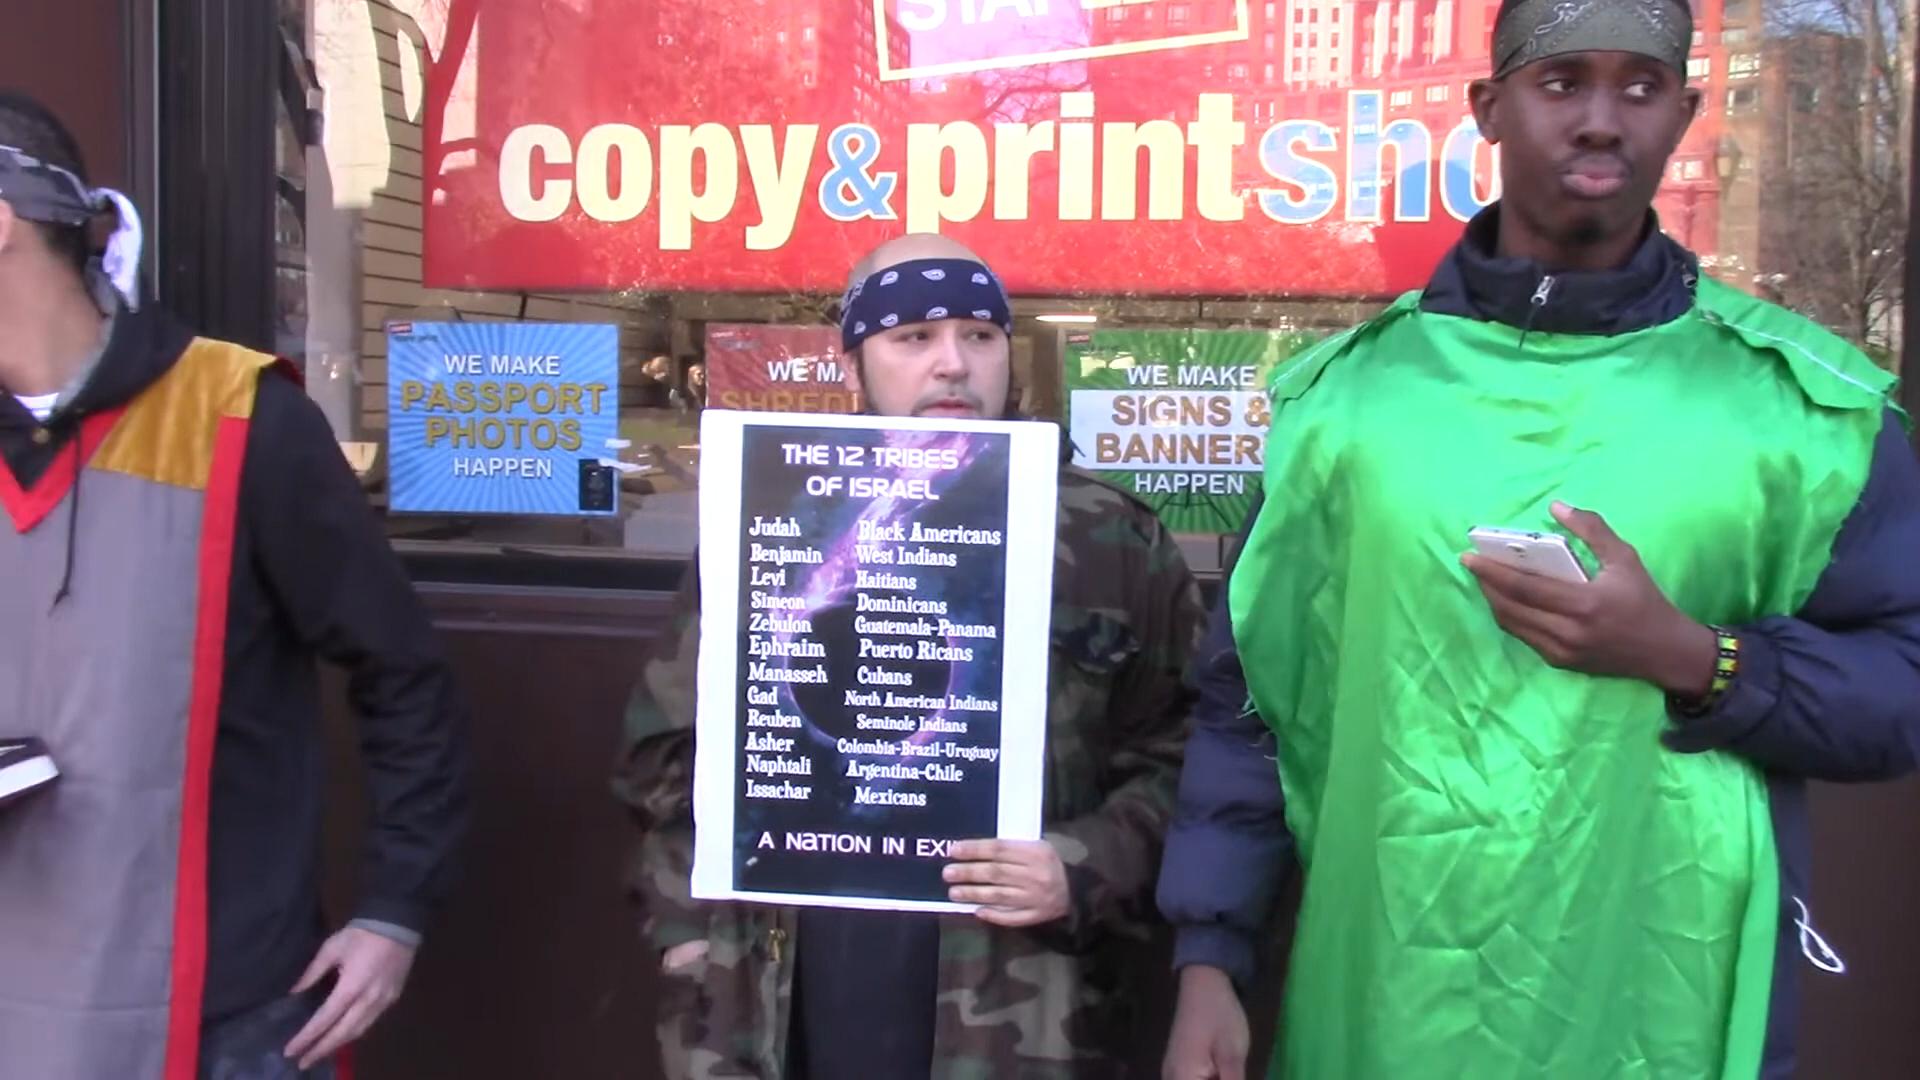 copy&print
WE MAKE
PASSPORT
PHOTOS
HAPPEN
WE
WE MAKE
SIGNS &
BANNER
HAPPEN
THE 12 TRIBES
OF ISRAEL
Judah Black Americans
Benjamin West Indians
Levi Haitians
Simeon Dominicans
Zebulon Guatemala-Panama
Ephraim Puerto Ricans
Manasseh Cubans
Gad North American Indians
Reuben Seminole Indians
Asher Colombia-Brazil-Uruguay
Naphtali Argentina-Chile
Issachar Mexicans
A NATION IN